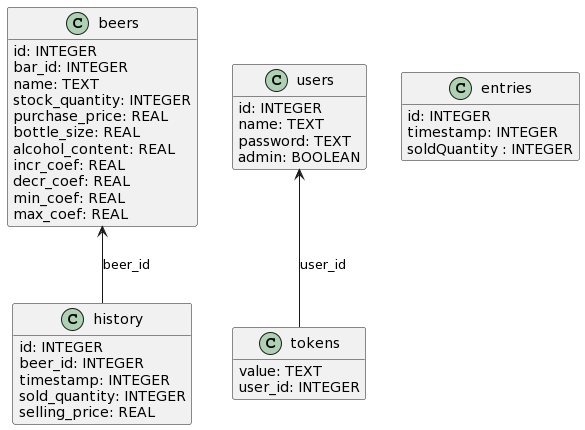 C beers
id: INTEGER
bar_id: INTEGER
name: TEXT
stock_quantity: INTEGER
purchase_price: REAL
bottle_size: REAL
alcohol_content: REAL
incr_coef: REAL
decr_coef: REAL
min_coef: REAL
max_coef: REAL
C users
id: INTEGER
name: TEXT
password: TEXT
admin: BOOLEAN
C entries
id: INTEGER
timestamp: INTEGER
soldQuantity : INTEGER
beer_id
user_id
C history
id: INTEGER
beer_id: INTEGER
timestamp: INTEGER
sold_quantity: INTEGER
selling_price: REAL
C tokens
value: TEXT
user_id: INTEGER